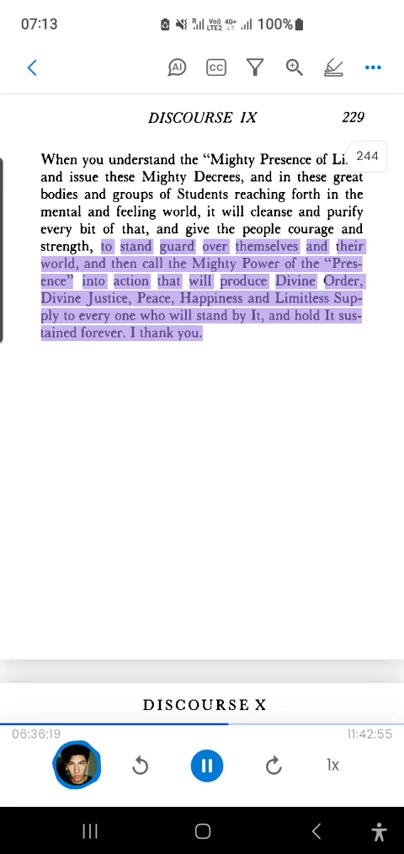 07:13
Vo)) 4G+
R LTE2 100%
AI CC
DISCOURSE IX 229
244
When you understand the “Mighty Presence of
and issue these Mighty Decrees, and in these great
bodies and groups of Students reaching forth in the
mental and feeling world, it will cleanse and purify
every bit of that, and give the people courage and
strength, to stand guard over themselves and their
world, and then call the Mighty Power of the “Pres-
ence” into action that will produce Divine Order,
Divine Justice, Peace, Happiness and Limitless Sup-
ply to every one who will stand by It, and hold It sus-
tained forever. I thank you.
DISCOURSE X
06:36:19 11:42:55
1x